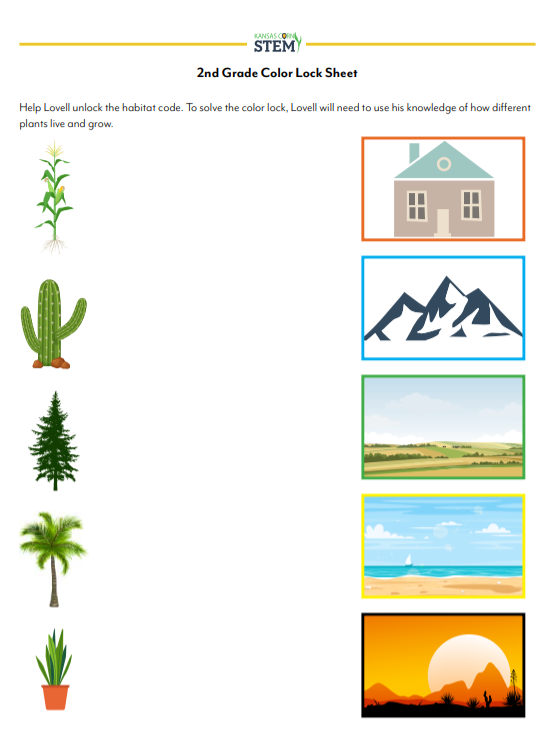 KANSAS CORN
STEM
2nd Grade Color Lock Sheet
Help Lovell unlock the habitat code. To solve the color lock, Lovell will need to use his knowledge of how different
plants live and grow.